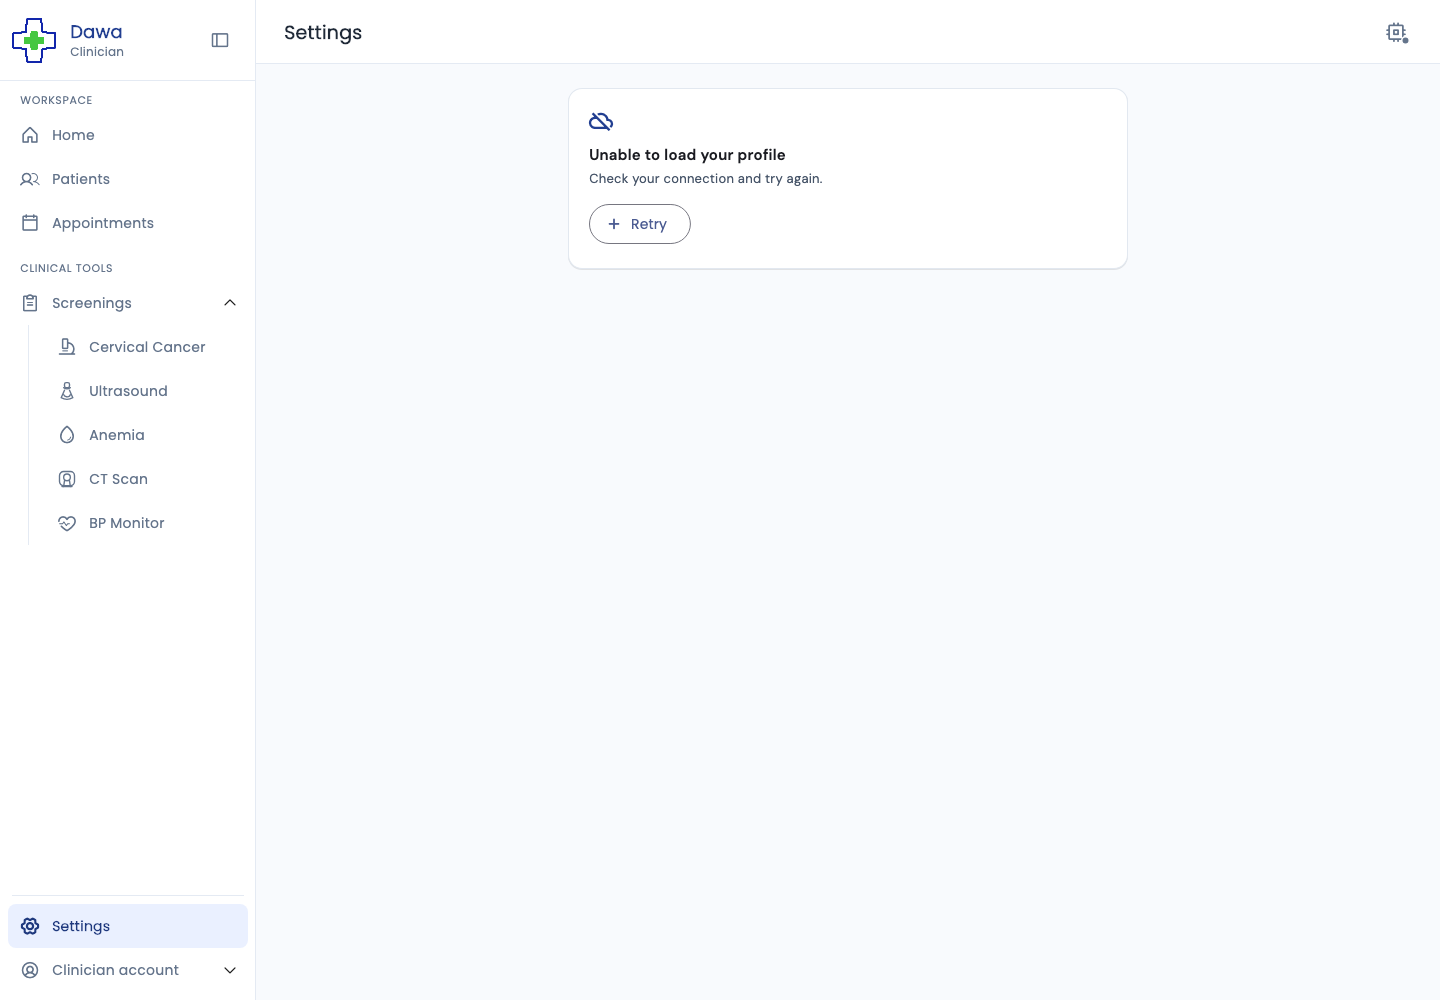 Dawa
Clinician
WORKSPACE
Home
Patients
Appointments
CLINICAL TOOLS
Screenings
Cervical Cancer
Ultrasound
Anemia
CT Scan
BP Monitor
Settings
Clinician account
Settings
Unable to load your profile
Check your connection and try again.
Retry